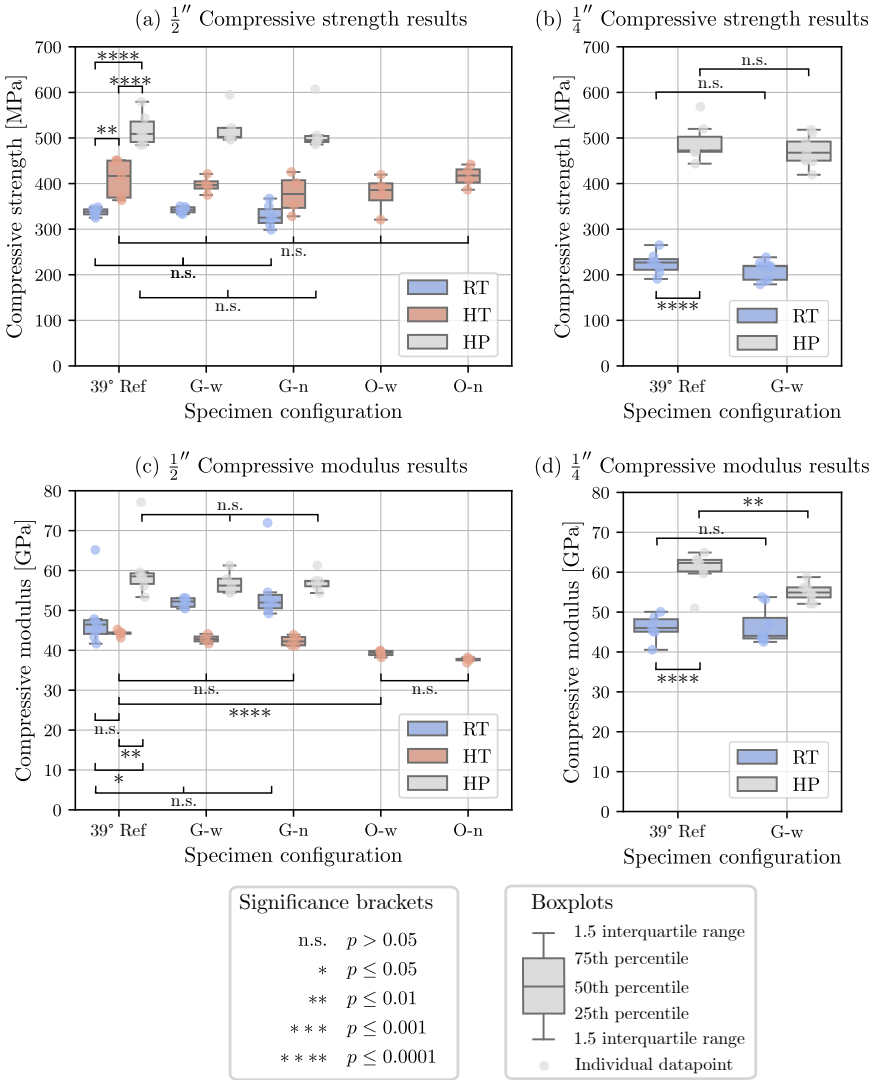 (a) 1/2″ Compressive strength results
700
600
500
400
300
200
100
0
Compressive strength [MPa]
****
****
**
n.s.
n.s.
n.s.
RT
HT
HP
39° Ref G-w G-n O-w O-n
Specimen configuration
(b) 1/4″ Compressive strength results
700
600
500
400
300
200
100
0
Compressive strength [MPa]
n.s.
n.s.
****
RT
HP
39° Ref G-w
Specimen configuration
(c) 1/2″ Compressive modulus results
80
70
60
50
40
30
20
10
0
Compressive modulus [GPa]
n.s.
n.s.
n.s.
****
n.s.
**
*
n.s.
RT
HT
HP
39° Ref G-w G-n O-w O-n
Specimen configuration
(d) 1/4″ Compressive modulus results
80
70
60
50
40
30
20
10
0
Compressive modulus [GPa]
**
n.s.
****
RT
HP
39° Ref G-w
Specimen configuration
Significance brackets
n.s. p > 0.05
* p ≤ 0.05
** p ≤ 0.01
*** p ≤ 0.001
**** p ≤ 0.0001
Boxplots
1.5 interquartile range
75th percentile
50th percentile
25th percentile
1.5 interquartile range
Individual datapoint